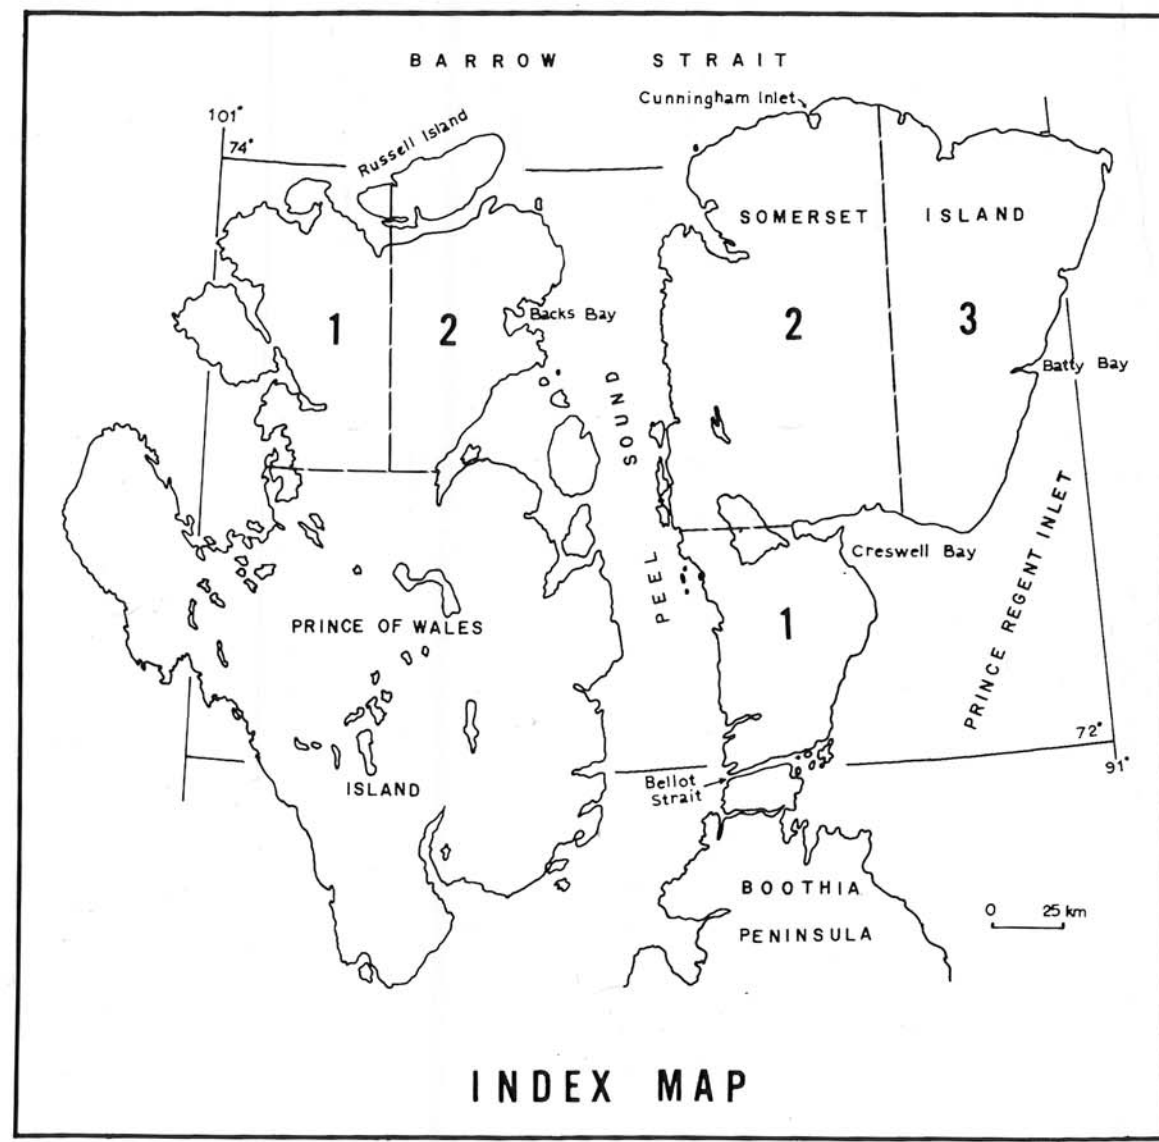 BARROW STRAIT
Cunningham Inlet
101°
74°
Russell Island
SOMERSET ISLAND
1
2
Backs Bay
2
3
Batty Bay
PEEL SOUND
PRINCE REGENT INLET
Creswell Bay
PRINCE OF WALES
ISLAND
1
72°
91°
Bellot
Strait
BOOTHIA
PENINSULA
0 25 km
INDEX MAP